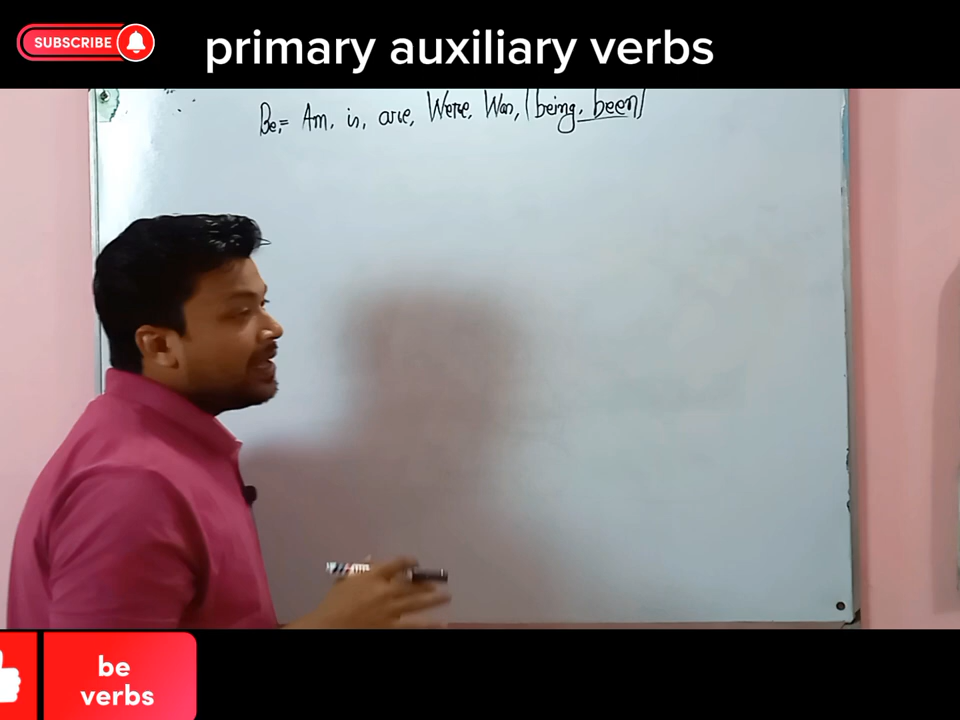 SUBSCRIBE
primary auxiliary verbs
Be,= Am, is, are, Were, Was, (being, been)
be
verbs